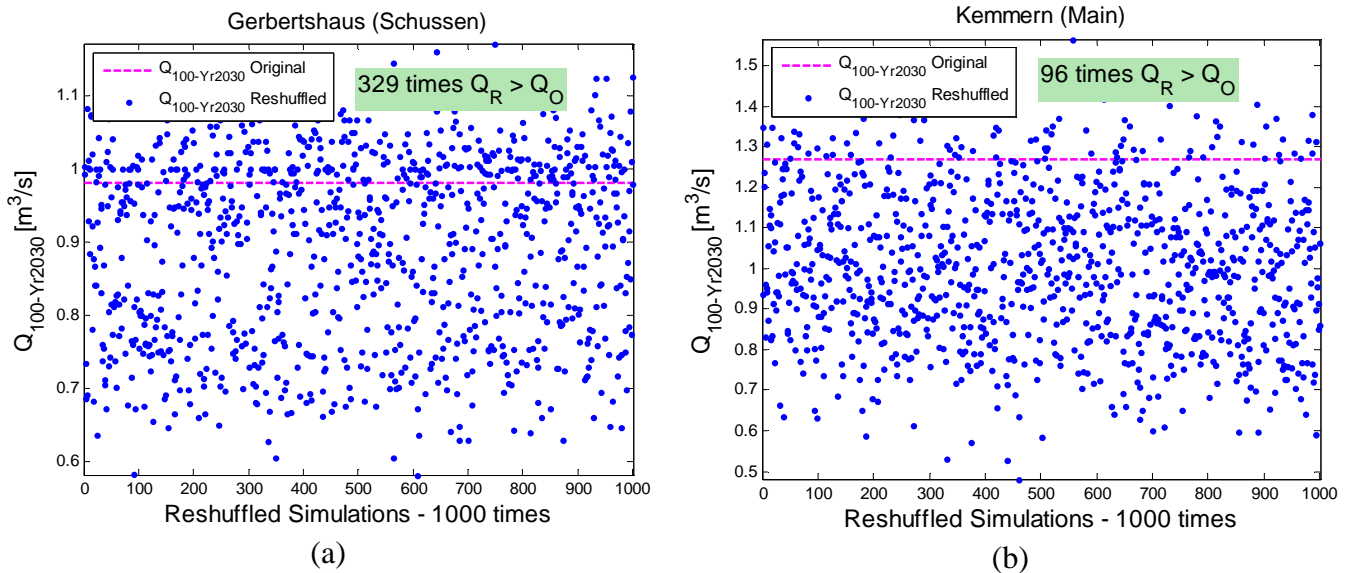 Gerbertshaus (Schussen)
Q100-Yr2030 Original
Q100-Yr2030 Reshuffled
329 times QR > QO
1.1
1
0.9
0.8
0.7
0.6
Q100-Yr2030 [m3/s]
0 100 200 300 400 500 600 700 800 900 1000
Reshuffled Simulations - 1000 times
(a)
Kemmern (Main)
Q100-Yr2030 Original
Q100-Yr2030 Reshuffled
96 times QR > QO
1.5
1.4
1.3
1.2
1.1
1
0.9
0.8
0.7
0.6
0.5
Q100-Yr2030 [m3/s]
0 100 200 300 400 500 600 700 800 900 1000
Reshuffled Simulations - 1000 times
(b)